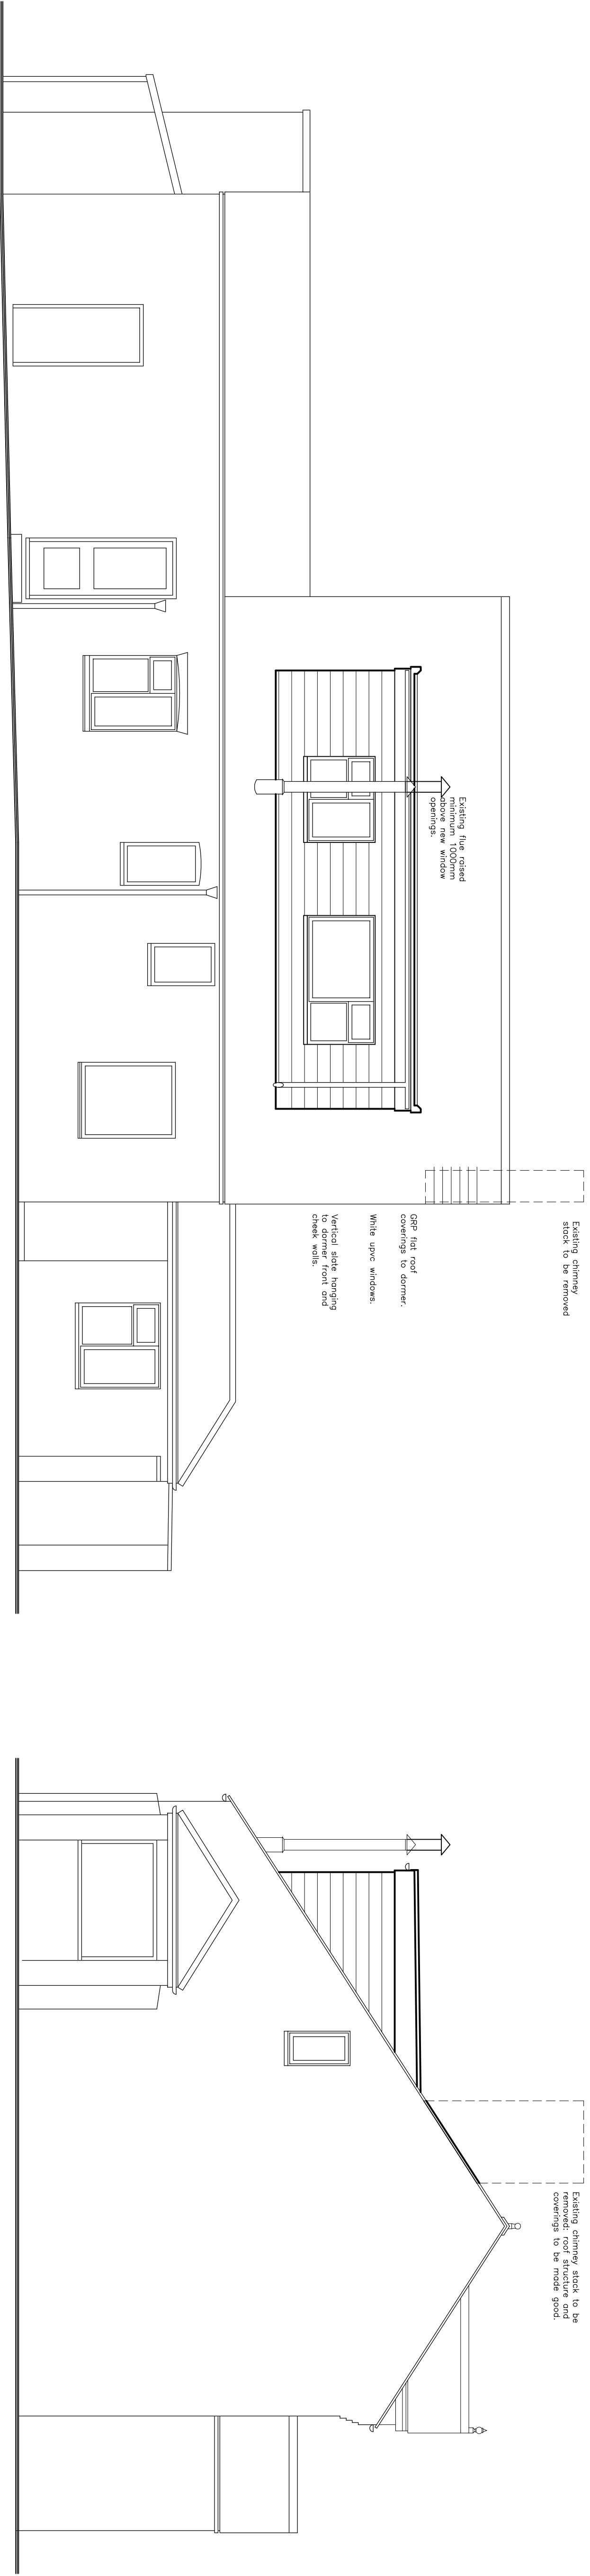 Existing flue raised
minimum 1000mm
above new window
openings.
Existing chimney
stack to be removed
GRP flat roof
coverings to dormer.
White upvc windows.
Vertical slate hanging
to dormer front and
cheek walls.
Existing chimney stack to be
removed; roof structure and
coverings to be made good.